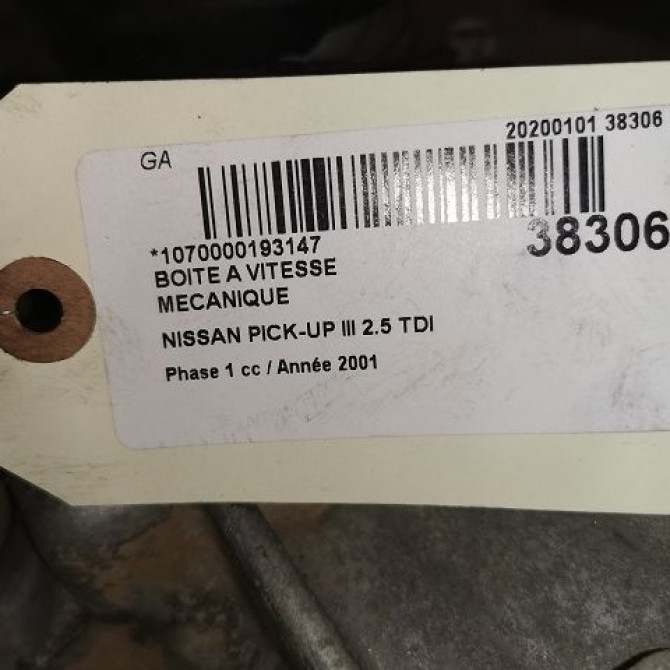 GA
20200101 38306
38306
*1070000193147
BOITE A VITESSE
MECANIQUE
NISSAN PICK-UP III 2.5 TDI
Phase 1 cc / Année 2001